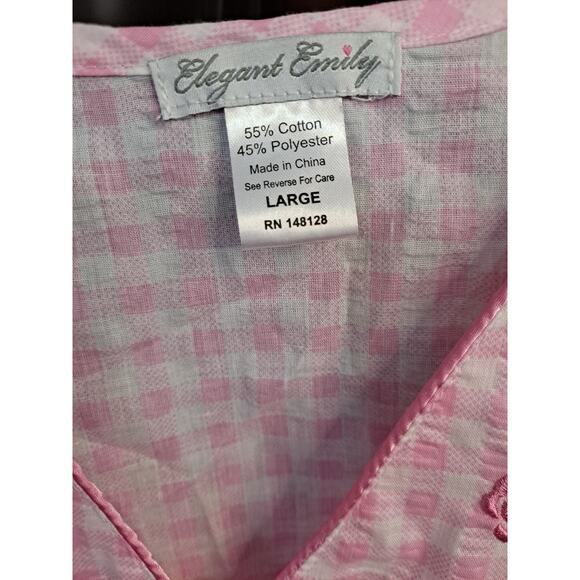 Elegant Emily
55% Cotton
45% Polyester
Made in China
See Reverse For Care
LARGE
RN 148128